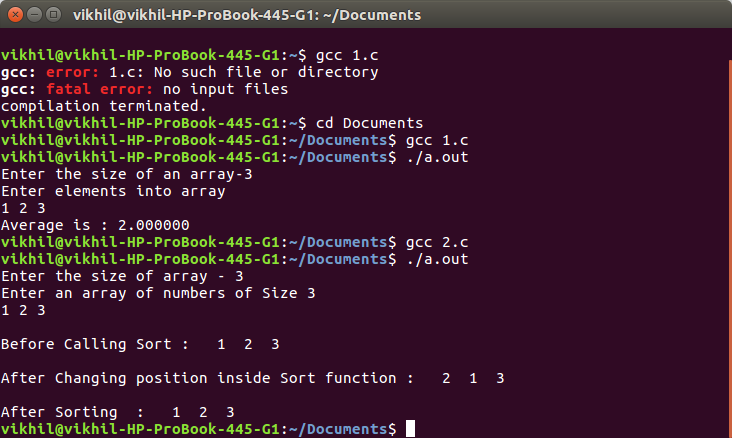 vikhil@vikhil-HP-ProBook-445-G1: ~/Documents
vikhil@vikhil-HP-ProBook-445-G1:~$ gcc 1.c
gcc: error: 1.c: No such file or directory
gcc: fatal error: no input files
compilation terminated.
vikhil@vikhil-HP-ProBook-445-G1:~$ cd Documents
vikhil@vikhil-HP-ProBook-445-G1:~/Documents$ gcc 1.c
vikhil@vikhil-HP-ProBook-445-G1:~/Documents$ ./a.out
Enter the size of an array-3
Enter elements into array
1 2 3
Average is : 2.000000
vikhil@vikhil-HP-ProBook-445-G1:~/Documents$ gcc 2.c
vikhil@vikhil-HP-ProBook-445-G1:~/Documents$ ./a.out
Enter the size of array - 3
Enter an array of numbers of Size 3
1 2 3
Before Calling Sort :   1  2  3
After Changing position inside Sort function :   2  1  3
After Sorting  :   1  2  3
vikhil@vikhil-HP-ProBook-445-G1:~/Documents$